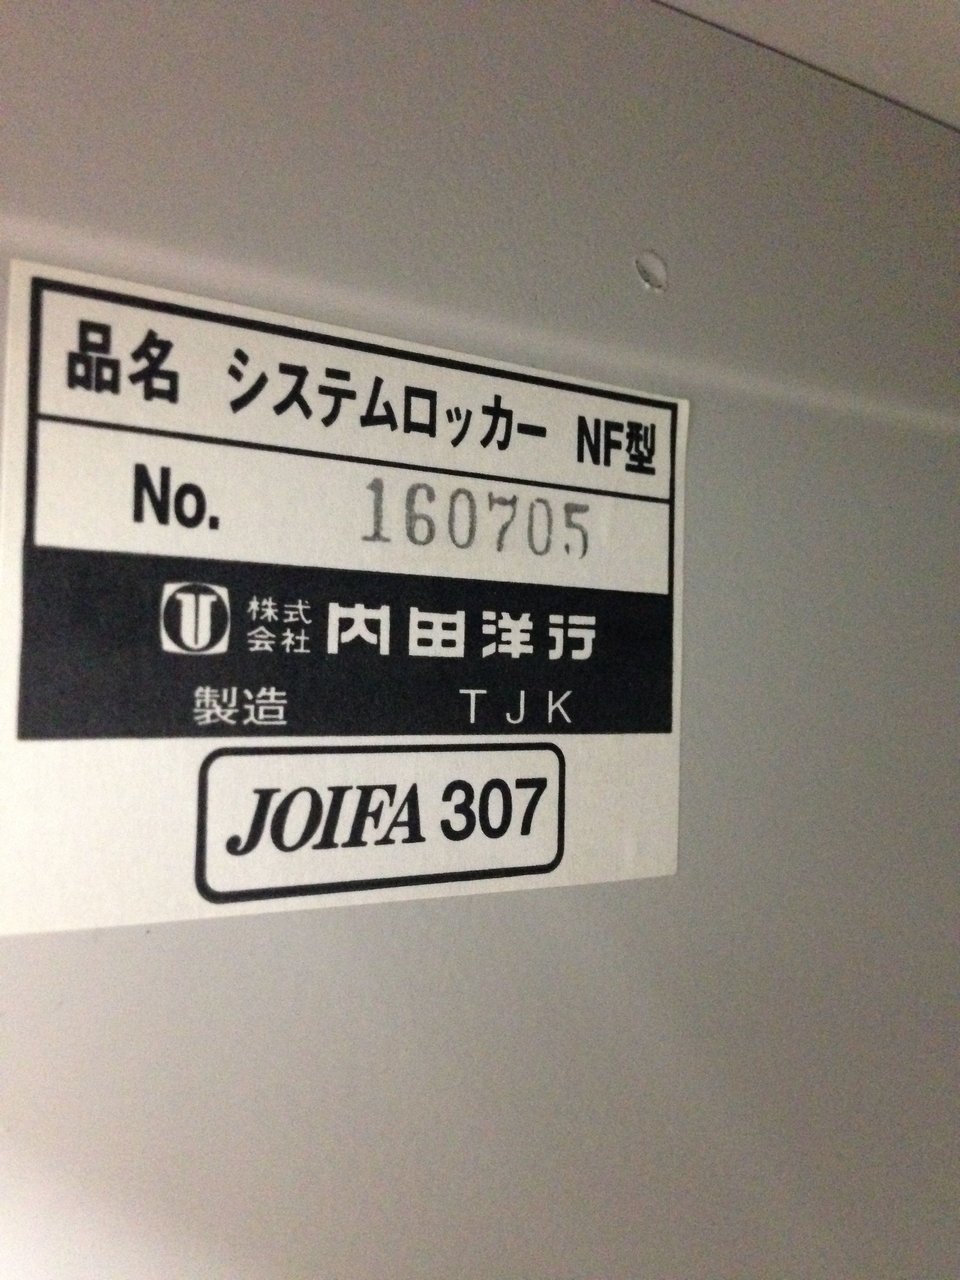 品名 システムロッカー NF型
No. 160705
U 株式会社 内田洋行
製造 TJK
JOIFA 307